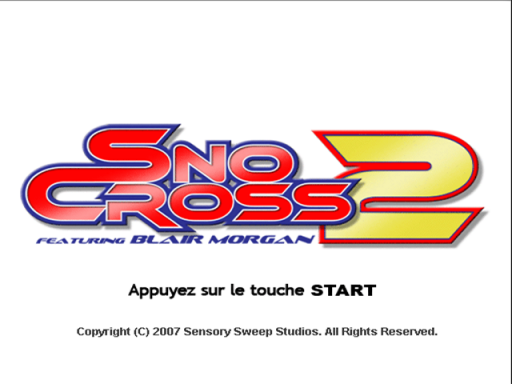 SNO
CROSS 2
FEATURING BLAIR MORGAN
Appuyez sur le touche START
Copyright (C) 2007 Sensory Sweep Studios. All Rights Reserved.